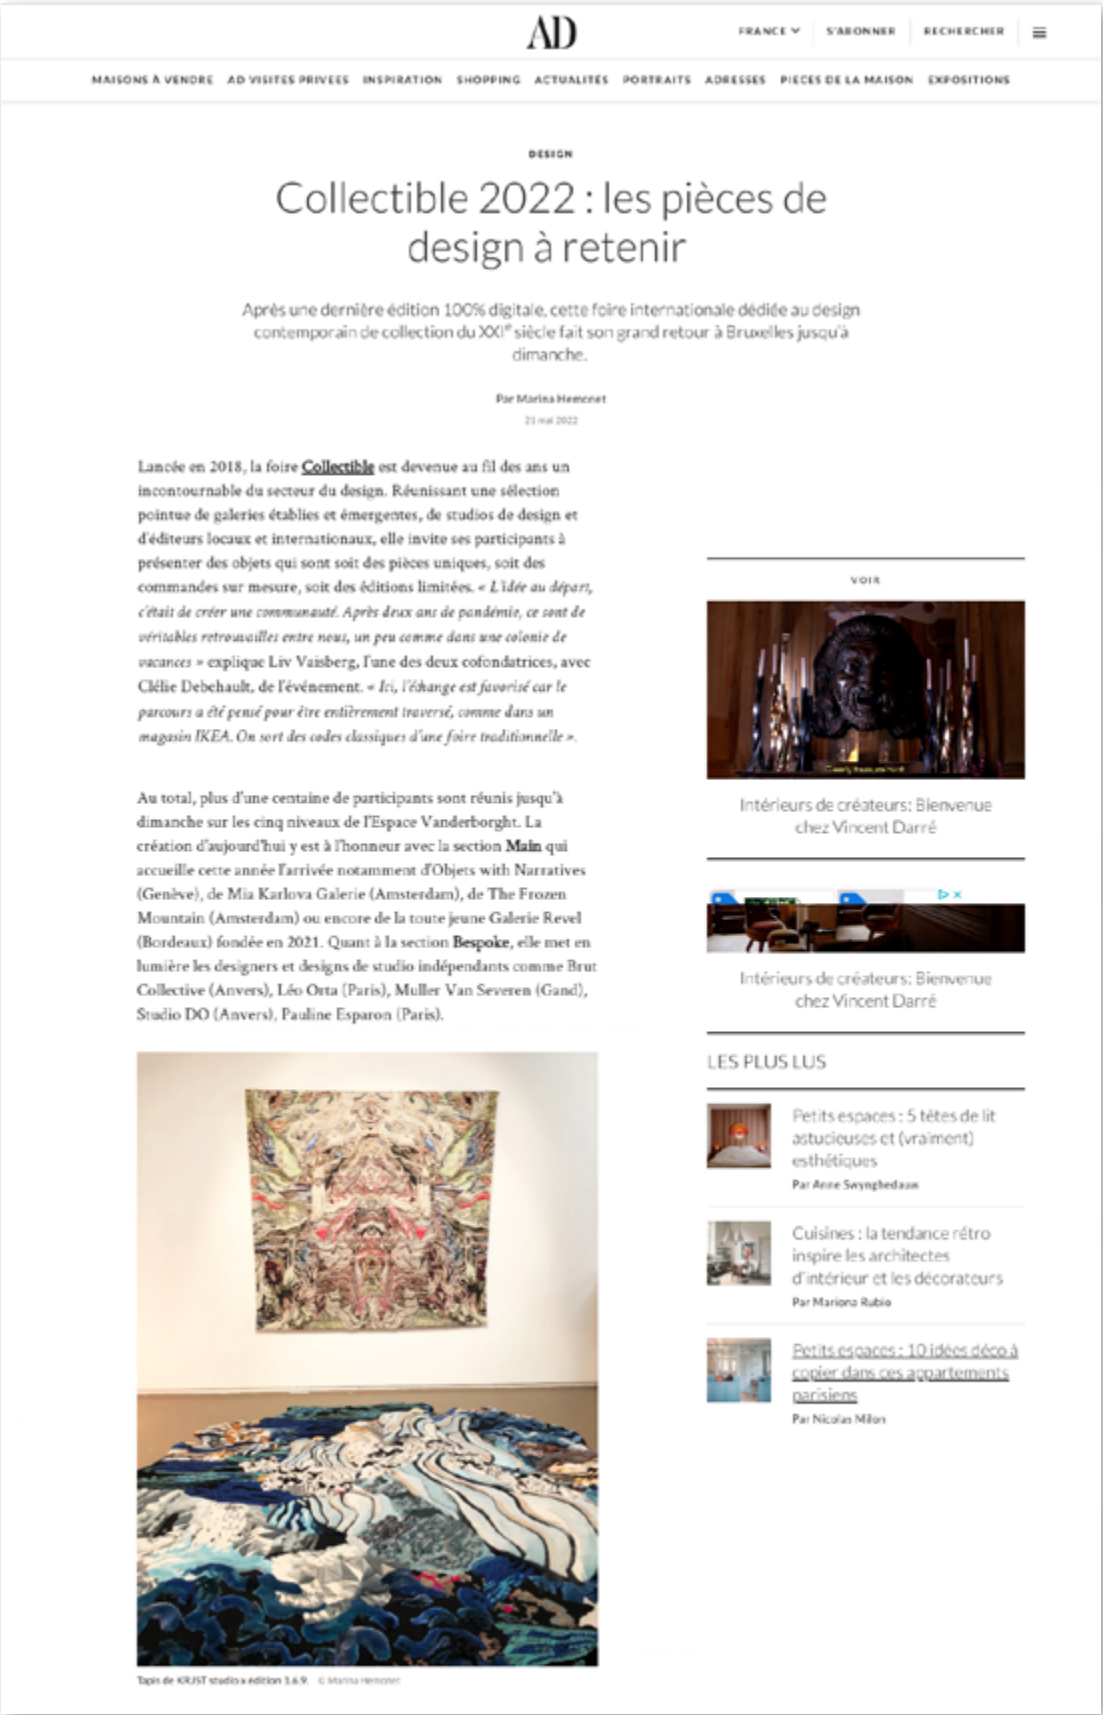 AD
FRANCE
S'ABONNER
RECHERCHER
MAISONS À VENDRE AD VISITES PRIVEES INSPIRATION SHOPPING ACTUALITÉS PORTRAITS ADRESSES PIECES DE LA MAISON EXPOSITIONS
DESIGN
Collectible 2022 : les pièces de
design à retenir
Après une dernière édition 100% digitale, cette foire internationale dédiée au design
contemporain de collection du XXIe siècle fait son grand retour à Bruxelles jusqu'à
dimanche.
Par Marina Hemonet
21 mai 2022
Lancée en 2018, la foire Collectible est devenue au fil des ans un
incontournable du secteur du design. Réunissant une sélection
pointue de galeries établies et émergentes, de studios de design et
d'éditeurs locaux et internationaux, elle invite ses participants à
présenter des objets qui sont soit des pièces uniques, soit des
commandes sur mesure, soit des éditions limitées. « L'idée au départ,
c'était de créer une communauté. Après deux ans de pandémie, ce sont de
véritables retrouvailles entre nous, un peu comme dans une colonie de
vacances » explique Liv Vaisberg, l'une des deux cofondatrices, avec
Clélie Debehault, de l'événement. « Ici, l'échange est favorisé car le
parcours a été pensé pour être entièrement traversé, comme dans un
magasin IKEA. On sort des codes classiques d'une foire traditionnelle ».
Au total, plus d'une centaine de participants sont réunis jusqu'à
dimanche sur les cinq niveaux de l'Espace Vanderborght. La
création d'aujourd'hui y est à l'honneur avec la section Main qui
accueille cette année l'arrivée notamment d'Objets with Narratives
(Genève), de Mia Karlova Galerie (Amsterdam), de The Frozen
Mountain (Amsterdam) ou encore de la toute jeune Galerie Revel
(Bordeaux) fondée en 2021. Quant à la section Bespoke, elle met en
lumière les designers et designs de studio indépendants comme Brut
Collective (Anvers), Léo Orta (Paris), Muller Van Severen (Gand),
Studio DO (Anvers), Pauline Esparon (Paris).
Tapis de KRJST studio x édition 1.6.9. © Marina Hemonet
VOIR
Intérieurs de créateurs: Bienvenue
chez Vincent Darré
Intérieurs de créateurs: Bienvenue
chez Vincent Darré
LES PLUS LUS
Petits espaces : 5 têtes de lit
astucieuses et (vraiment)
esthétiques
Par Anne Swynghedauw
Cuisines : la tendance rétro
inspire les architectes
d'intérieur et les décorateurs
Par Mariona Rubio
Petits espaces : 10 idées déco à
copier dans ces appartements
parisiens
Par Nicolas Milon